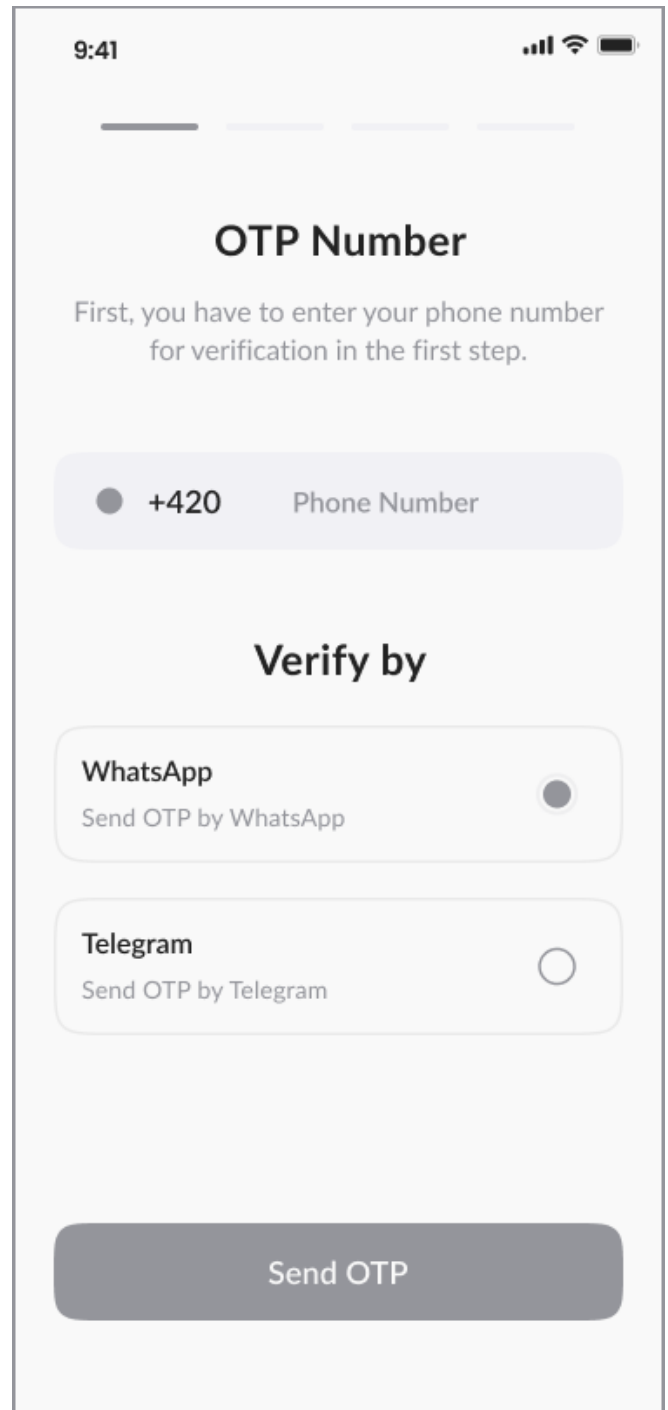 9:41
OTP Number
First, you have to enter your phone number
for verification in the first step.
+420 Phone Number
Verify by
WhatsApp
Send OTP by WhatsApp
Telegram
Send OTP by Telegram
Send OTP